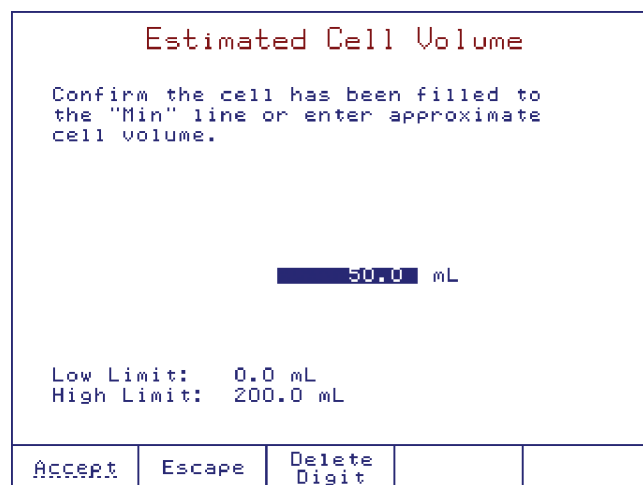 Estimated Cell Volume
Confirm the cell has been filled to
the "Min" line or enter approximate
cell volume.
50.0 mL
Low Limit: 0.0 mL
High Limit: 200.0 mL
Accept Escape Delete
Digit